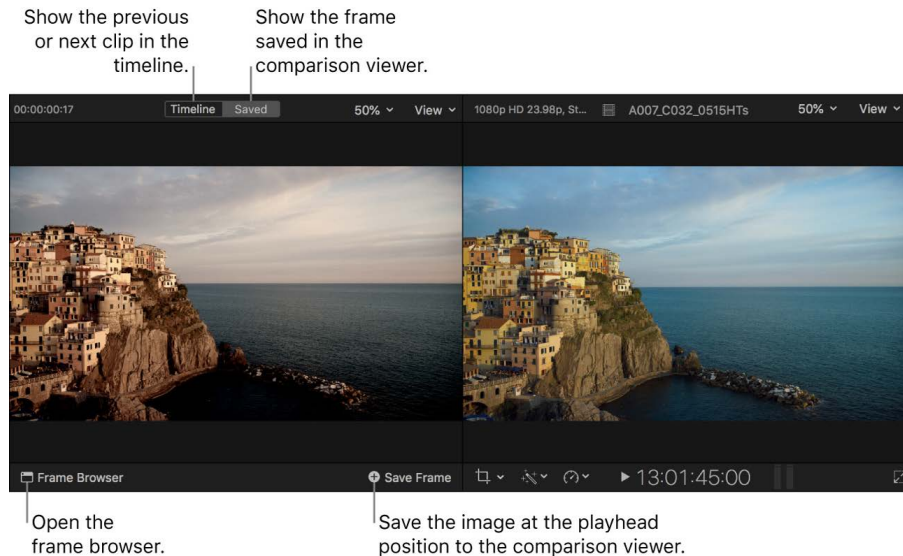 Show the previous
or next clip in the
timeline.
Show the frame
saved in the
comparison viewer.
00:00:00:17
Timeline
Saved
50%
View
1080p HD 23.98p, St...
A007_C032_0515HTs
50%
View
Frame Browser
Save Frame
13:01:45:00
Open the
frame browser.
Save the image at the playhead
position to the comparison viewer.